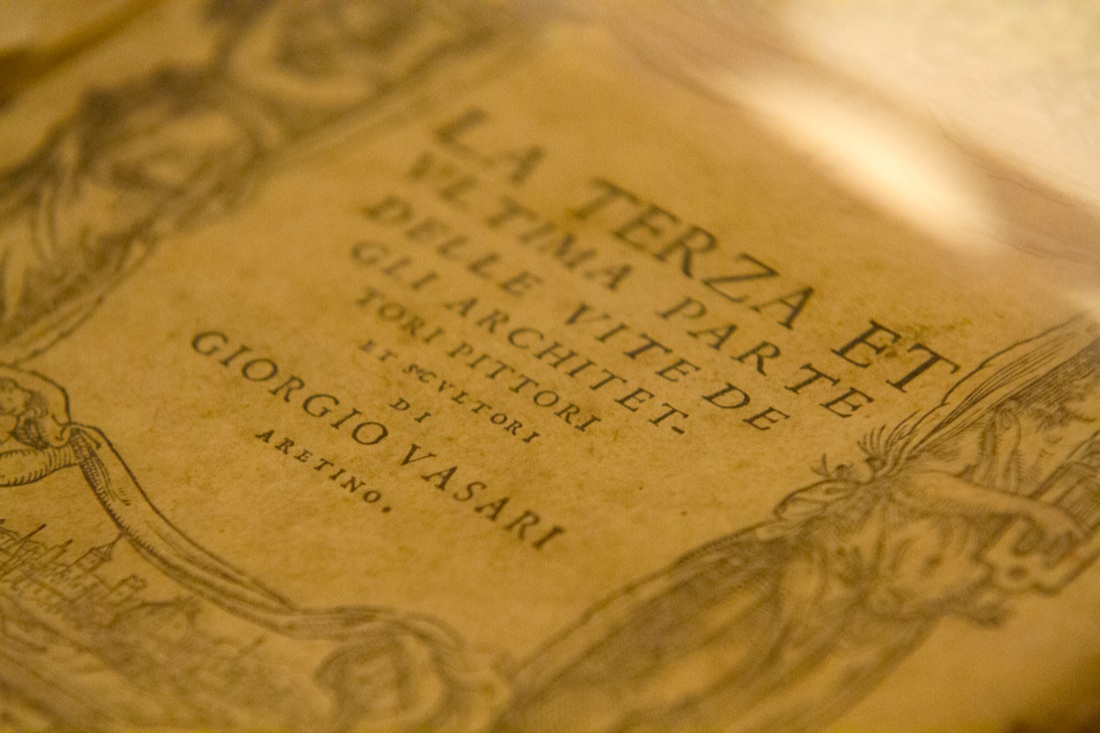 LA TERZA ET
VLTIMA PARTE
DELLE VITE DE
GLI ARCHITET-
TORI PITTORI
ET SCVLTORI
DI
GIORGIO VASARI
ARETINO.